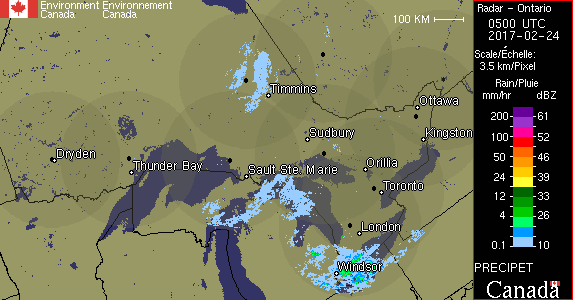 Environment Environnement
Canada Canada
100 KM
Timmins
Ottawa
Sudbury
Kingston
Dryden
Thunder Bay
Sault Ste. Marie
Orillia
Toronto
London
Windsor
Radar - Ontario
0500 UTC
2017-02-24
Scale/Échelle:
3.5 km/Pixel
Rain/Pluie
mm/hr dBZ
200 61
100 52
50 46
24 39
12 33
4 26
0.1 10
PRECIPET
Canada